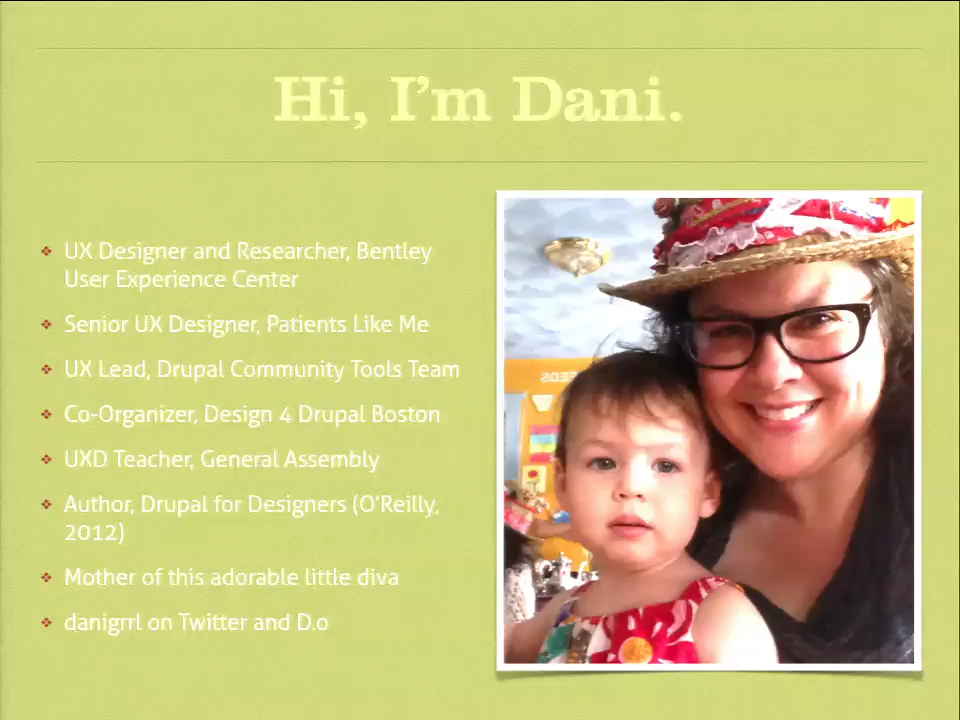 Hi, I'm Dani.
UX Designer and Researcher, Bentley
User Experience Center
Senior UX Designer, Patients Like Me
UX Lead, Drupal Community Tools Team
Co-Organizer, Design 4 Drupal Boston
UXD Teacher, General Assembly
Author, Drupal for Designers (O'Reilly,
2012)
Mother of this adorable little diva
danigrrl on Twitter and D.o